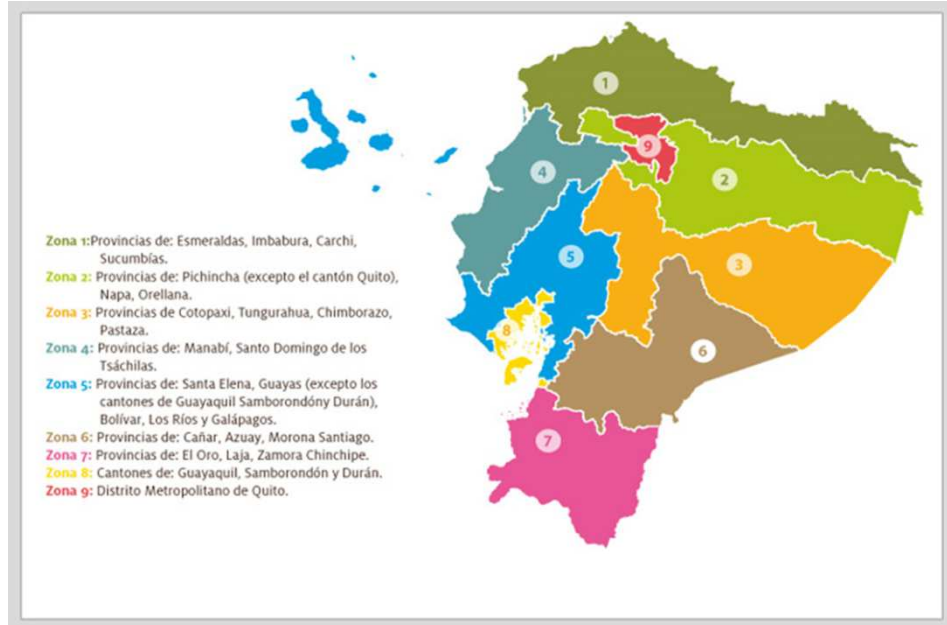 Zona 1:Provincias de: Esmeraldas, Imbabura, Carchi,
Sucumbías.
Zona 2: Provincias de: Pichincha (excepto el cantón Quito),
Napa, Orellana.
Zona 3: Provincias de Cotopaxi, Tungurahua, Chimborazo,
Pastaza.
Zona 4: Provincias de: Manabí, Santo Domingo de los
Tsáchilas.
Zona 5: Provincias de: Santa Elena, Guayas (excepto los
cantones de Guayaquil Samborondóny Durán),
Bolívar, Los Ríos y Galápagos.
Zona 6: Provincias de: Cañar, Azuay, Morona Santiago.
Zona 7: Provincias de: El Oro, Laja, Zamora Chinchipe.
Zona 8: Cantones de: Guayaquil, Samborondón y Durán.
Zona 9: Distrito Metropolitano de Quito.
1
9
4
2
5
3
8
6
7